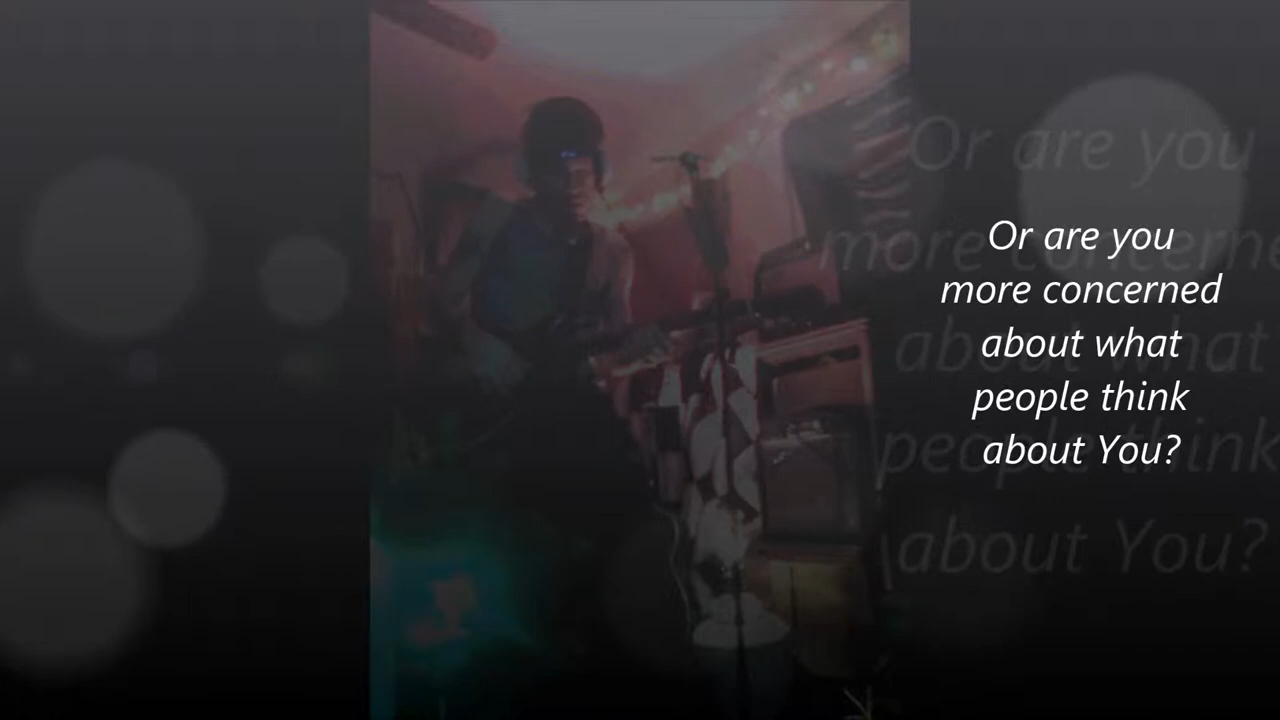 Or are you
more concerned
about what
people think
about You?